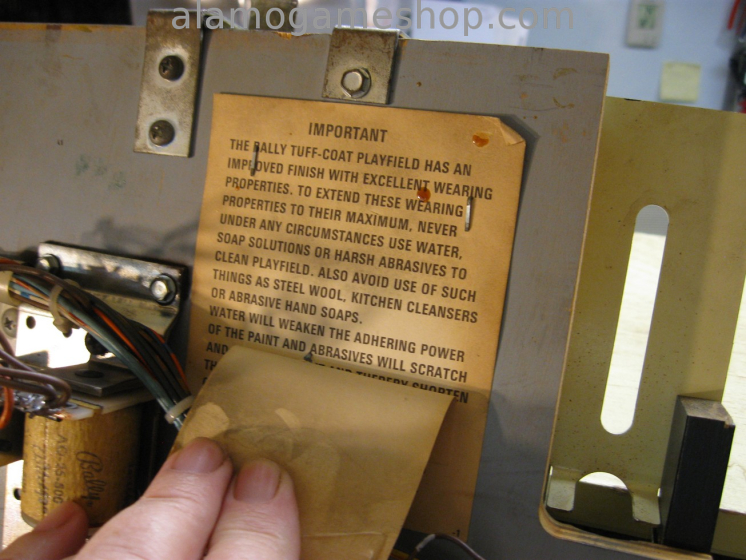 alamogameshop.com
IMPORTANT
THE BALLY TUFF-COAT PLAYFIELD HAS AN
IMPROVED FINISH WITH EXCELLENT WEARING
PROPERTIES. TO EXTEND THESE WEARING
PROPERTIES TO THEIR MAXIMUM, NEVER
UNDER ANY CIRCUMSTANCES USE WATER,
SOAP SOLUTIONS OR HARSH ABRASIVES TO
CLEAN PLAYFIELD. ALSO AVOID USE OF SUCH
THINGS AS STEEL WOOL, KITCHEN CLEANSERS
OR ABRASIVE HAND SOAPS.
WATER WILL WEAKEN THE ADHERING POWER
OF THE PAINT AND ABRASIVES WILL SCRATCH
AND THEREBY SHORTEN
Bally